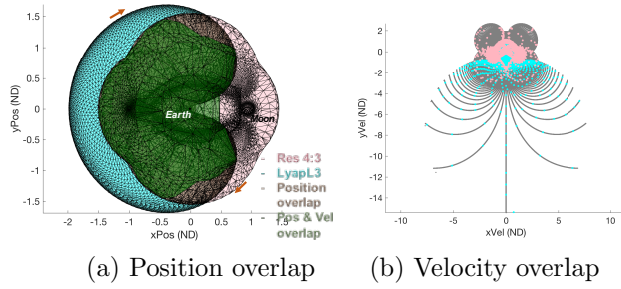 1.5
1
0.5
0
-0.5
-1
-1.5
yPos (ND)
-2
-1.5
-1
-0.5
0
0.5
1
1.5
xPos (ND)
Earth
Moon
- Res 4:3
- LyapL3
- Position
overlap
- Pos & Vel
overlap
2
0
-2
-4
-6
-8
-10
-12
-14
yVel (ND)
-10
-5
0
5
10
xVel (ND)
(a) Position overlap
(b) Velocity overlap